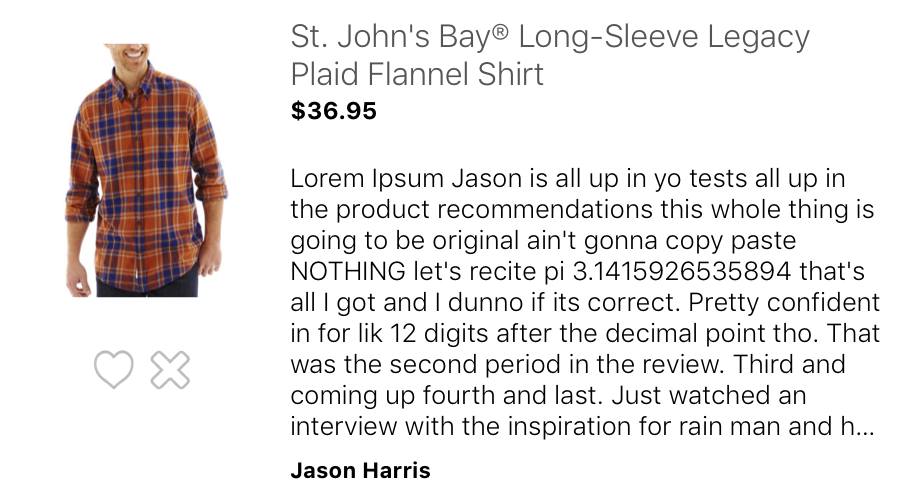 St. John's Bay® Long-Sleeve Legacy
Plaid Flannel Shirt
$36.95
Lorem Ipsum Jason is all up in yo tests all up in
the product recommendations this whole thing is
going to be original ain't gonna copy paste
NOTHING let's recite pi 3.1415926535894 that's
all I got and I dunno if its correct. Pretty confident
in for lik 12 digits after the decimal point tho. That
was the second period in the review. Third and
coming up fourth and last. Just watched an
interview with the inspiration for rain man and h...
Jason Harris